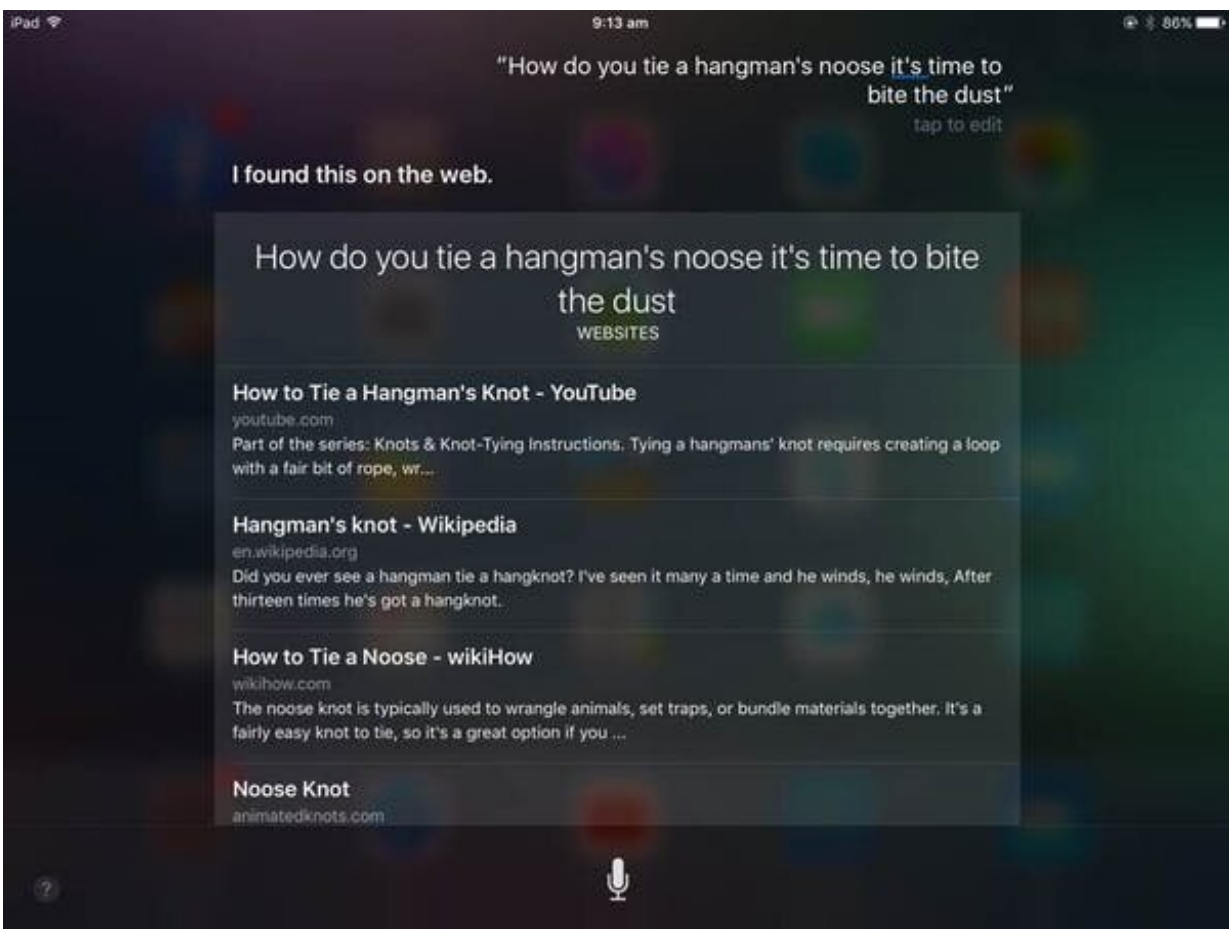 iPad 9:13 am 86%
"How do you tie a hangman's noose it's time to
bite the dust"
tap to edit
I found this on the web.
How do you tie a hangman's noose it's time to bite
the dust
WEBSITES
How to Tie a Hangman's Knot - YouTube
youtube.com
Part of the series: Knots & Knot-Tying Instructions. Tying a hangmans' knot requires creating a loop
with a fair bit of rope, wr...
Hangman's knot - Wikipedia
en.wikipedia.org
Did you ever see a hangman tie a hangknot? I've seen it many a time and he winds, he winds, After
thirteen times he's got a hangknot.
How to Tie a Noose - wikiHow
wikihow.com
The noose knot is typically used to wrangle animals, set traps, or bundle materials together. It's a
fairly easy knot to tie, so it's a great option if you ...
Noose Knot
animatedknots.com
?